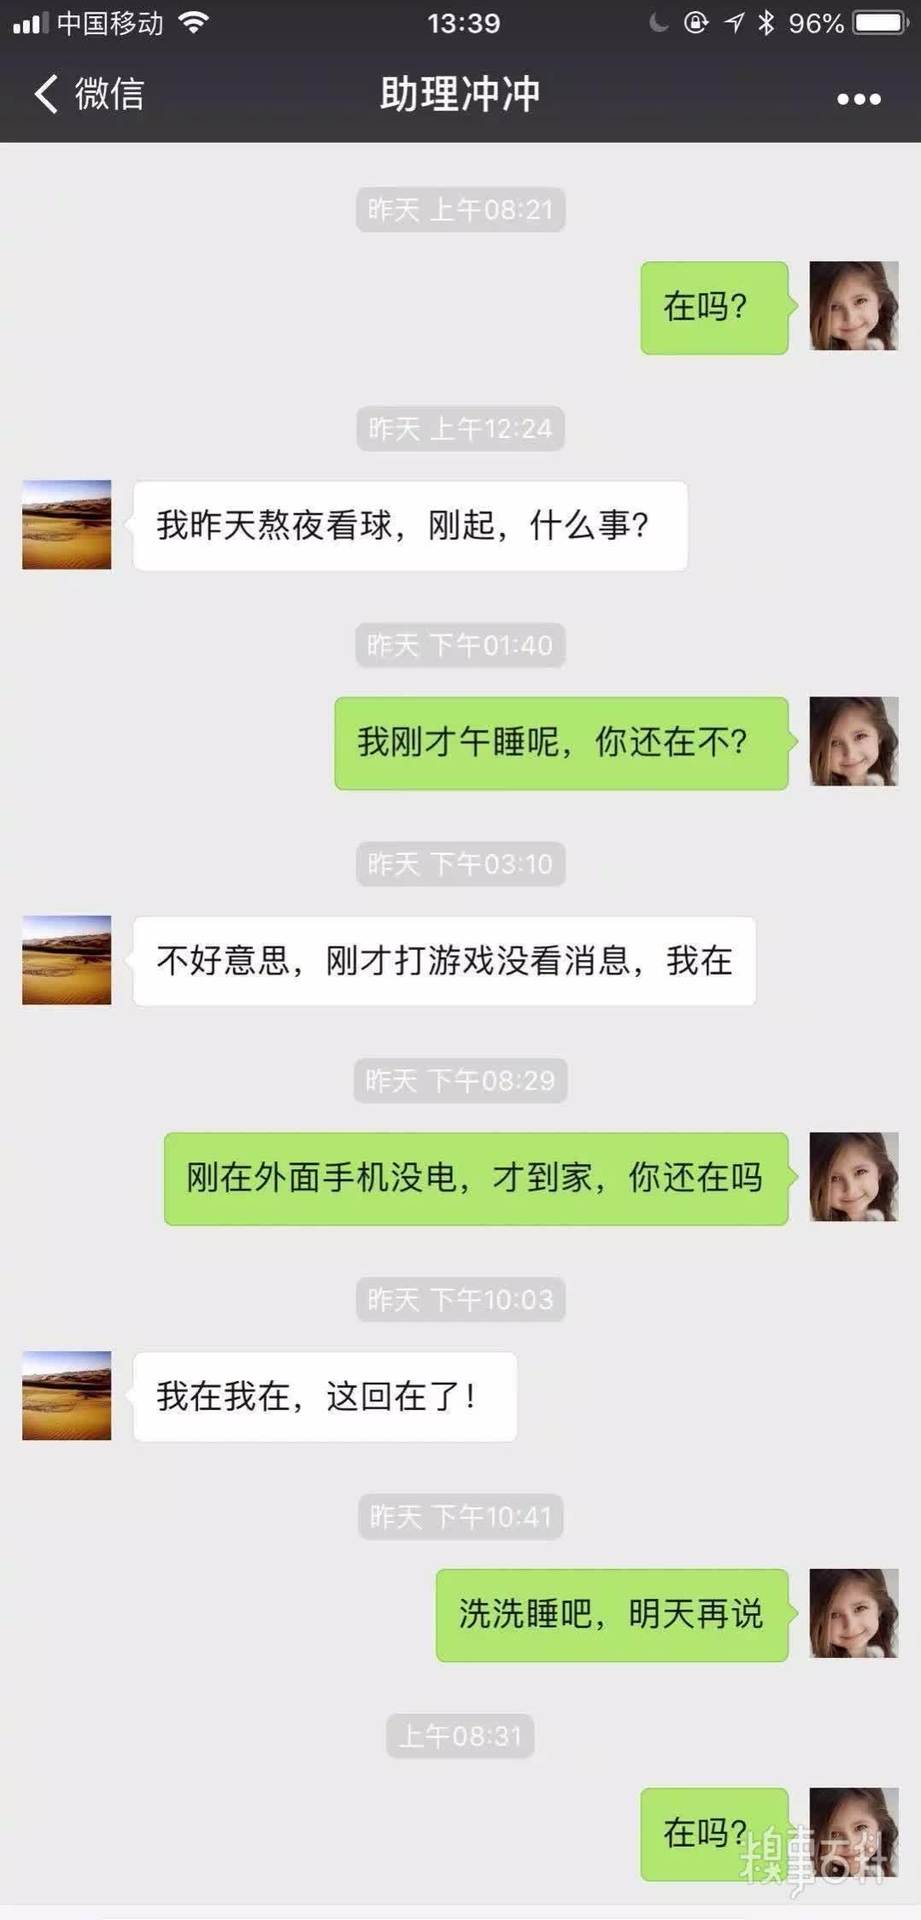 中国移动 13:39 96%
微信 助理冲冲
昨天 上午08:21
在吗?
昨天 上午12:24
我昨天熬夜看球，刚起，什么事?
昨天 下午01:40
我刚才午睡呢，你还在不?
昨天 下午03:10
不好意思，刚才打游戏没看消息，我在
昨天 下午08:29
刚在外面手机没电，才到家，你还在吗
昨天 下午10:03
我在我在，这回在了！
昨天 下午10:41
洗洗睡吧，明天再说
上午08:31
在吗?
糗事百科